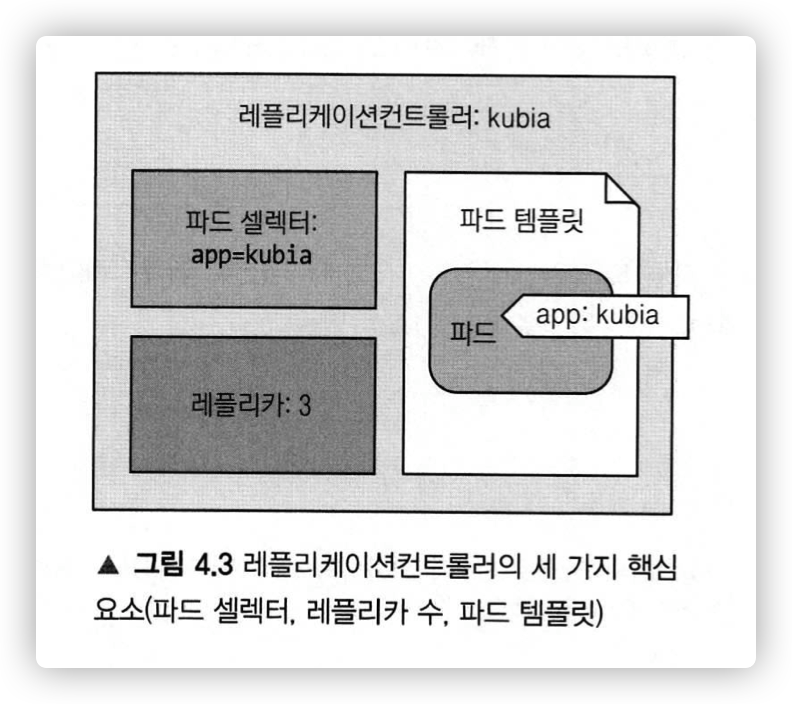 레플리케이션컨트롤러: kubia
파드 셀렉터:
app=kubia
레플리카: 3
파드 템플릿
파드
app: kubia
▲ 그림 4.3 레플리케이션컨트롤러의 세 가지 핵심
요소(파드 셀렉터, 레플리카 수, 파드 템플릿)